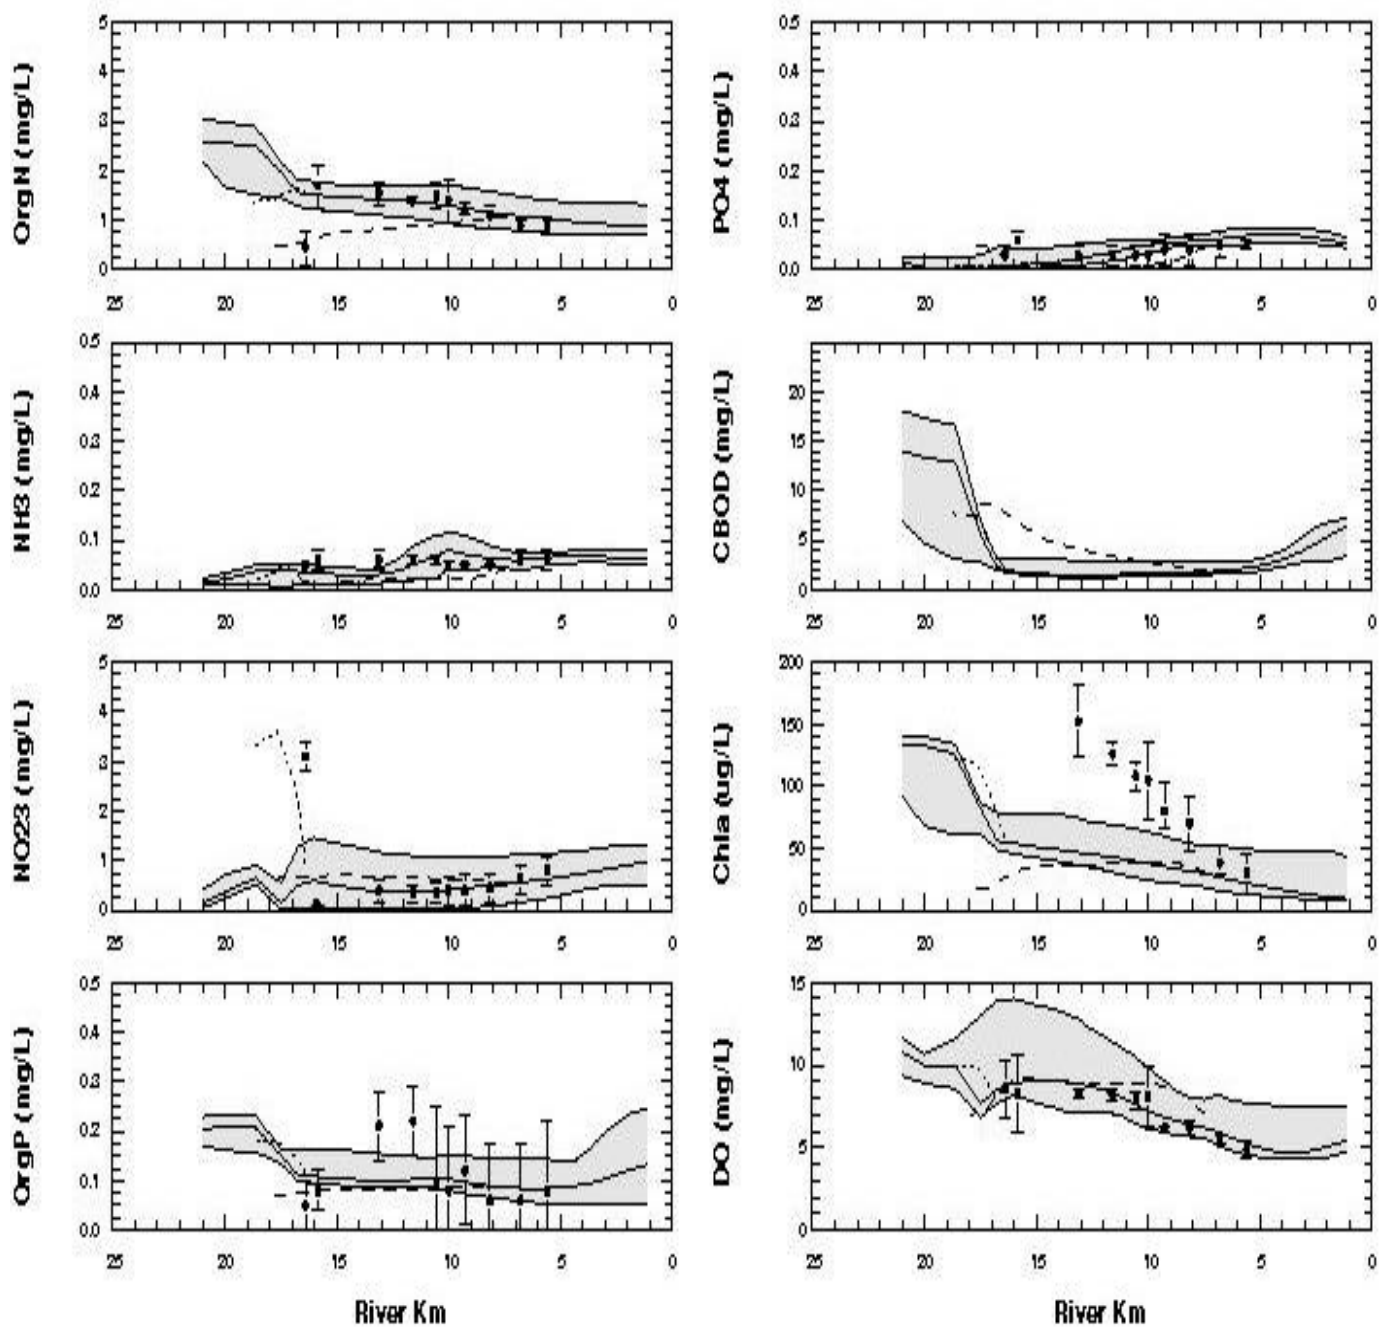 OrgN (mg/L)
5
4
3
2
1
0
25 20 15 10 5 0
PO4 (mg/L)
0.5
0.4
0.3
0.2
0.1
0.0
25 20 15 10 5 0
NH3 (mg/L)
0.5
0.4
0.3
0.2
0.1
0.0
25 20 15 10 5 0
CBOD (mg/L)
20
15
10
5
0
25 20 15 10 5 0
NO23 (mg/L)
5
4
3
2
1
0
25 20 15 10 5 0
Chla (ug/L)
200
150
100
50
0
25 20 15 10 5 0
OrgP (mg/L)
0.5
0.4
0.3
0.2
0.1
0.0
25 20 15 10 5 0
River Km
DO (mg/L)
15
10
5
0
25 20 15 10 5 0
River Km